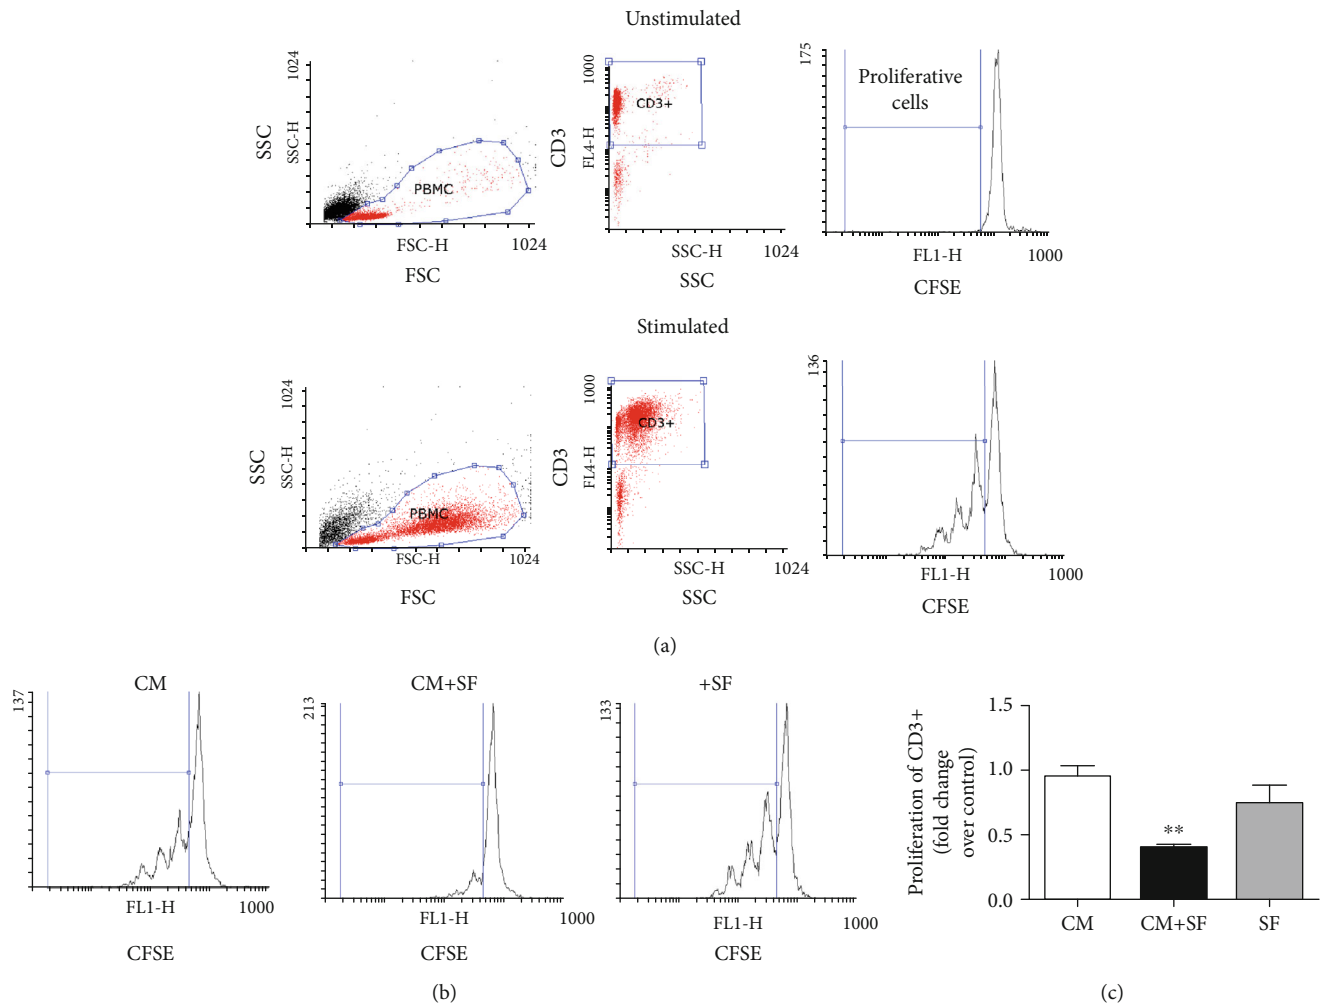 Unstimulated
1024
SSC
SSC-H
PBMC
FSC-H
1024
FSC
1000
CD3
FL4-H
CD3+
SSC-H
1024
SSC
175
Proliferative
cells
FL1-H
1000
CFSE
Stimulated
1024
SSC
SSC-H
PBMC
FSC-H
1024
FSC
1000
CD3
FL4-H
CD3+
SSC-H
1024
SSC
136
FL1-H
1000
CFSE
(a)
CM
137
FL1-H
1000
CFSE
CM+SF
213
FL1-H
1000
CFSE
+SF
133
FL1-H
1000
CFSE
(b)
Proliferation of CD3+
(fold change
over control)
1.5
1.0
0.5
0.0
**
CM
CM+SF
SF
(c)